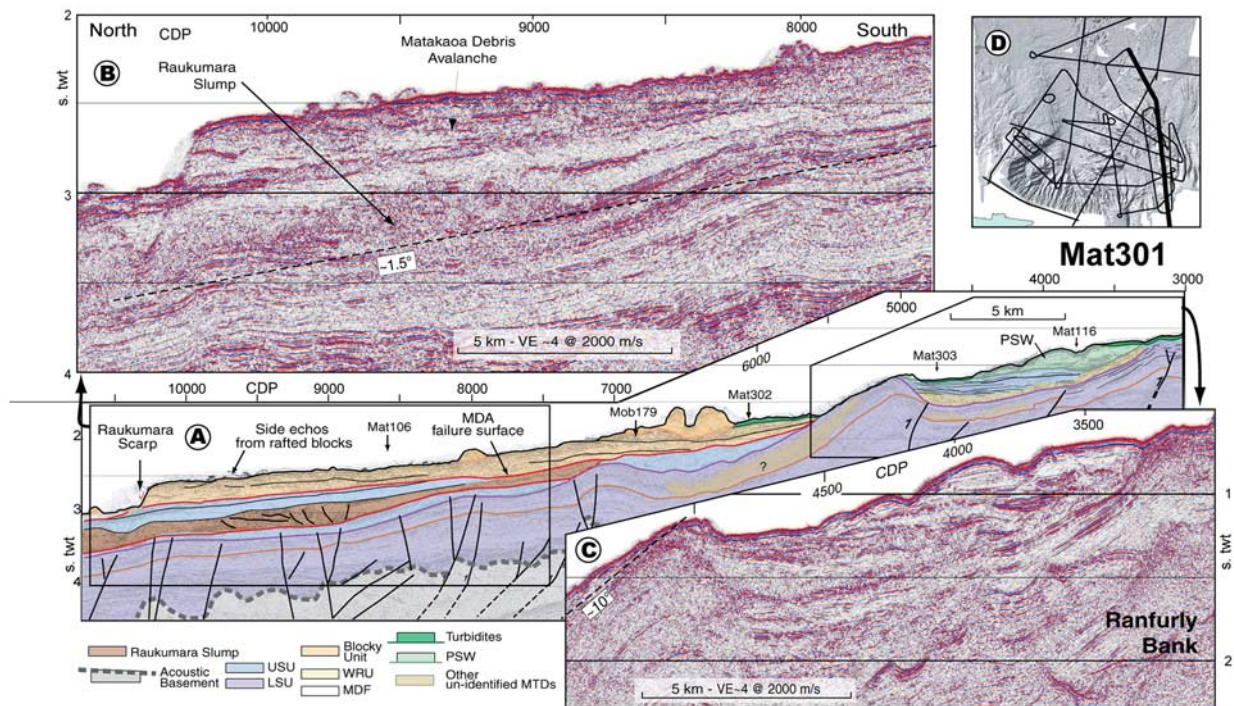 2
10000
9000
8000
North
CDP
South
B
Matakaoa Debris
Avalanche
Raukumara
Slump
s. twt
3
~1.5°
5 km - VE ~4 @ 2000 m/s
4
D
Mat301
3000
4000
5000
6000
5 km
PSW
Mat116
Mat303
10000
CDP
9000
8000
7000
Mat302
Mob179
A
Raukumara
Scarp
Side echos
from rafted blocks
Mat106
MDA
failure surface
2
3
s. twt
4
?
CDP
3500
4000
4500
1
s. twt
C
~10°
Ranfurly
Bank
2
5 km - VE~4 @ 2000 m/s
Raukumara Slump
Acoustic
Basement
USU
LSU
Blocky
Unit
WRU
MDF
Turbidites
PSW
Other
un-identified MTDs